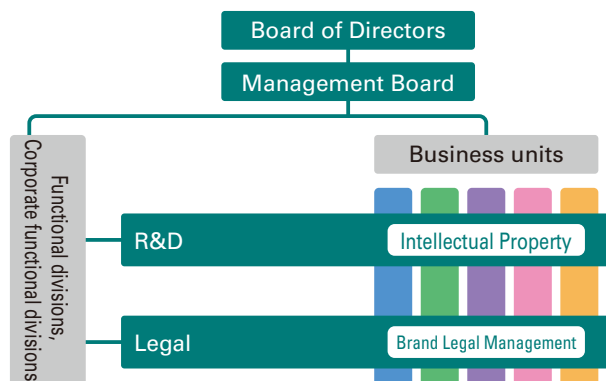 Board of Directors
Management Board
Functional divisions,
Corporate functional divisions
Business units
R&D
Intellectual Property
Legal
Brand Legal Management